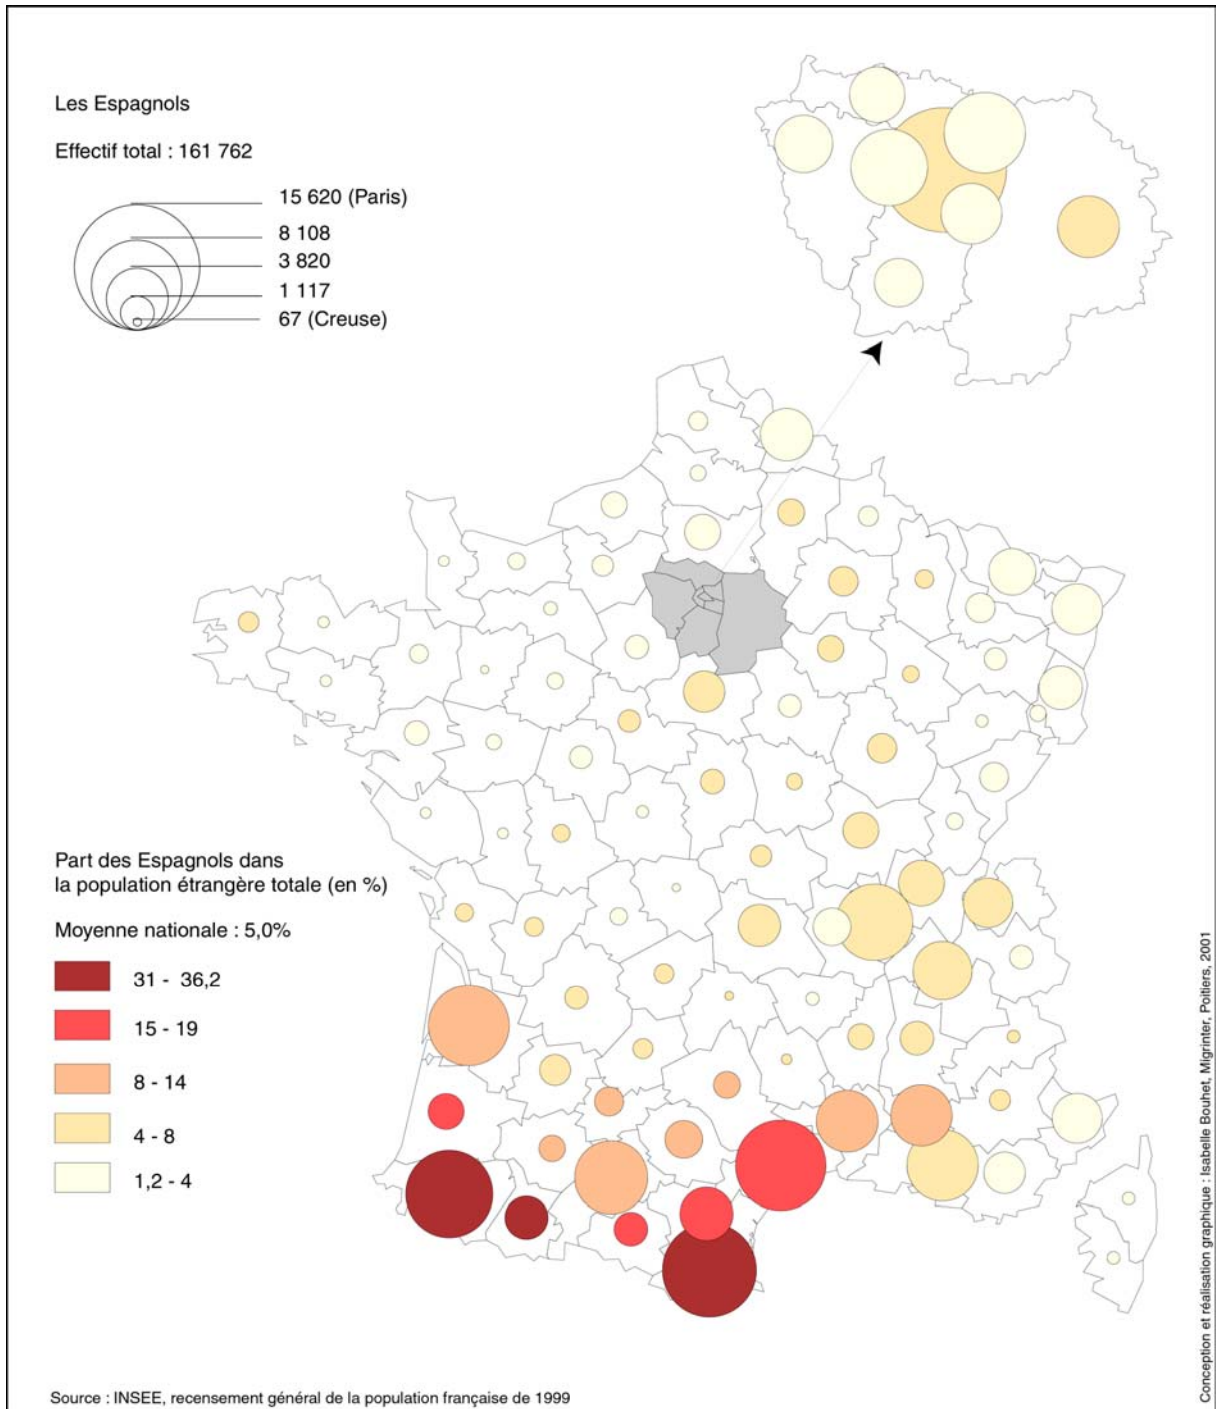 Les Espagnols
Effectif total : 161 762
15 620 (Paris)
8 108
3 820
1 117
67 (Creuse)
Part des Espagnols dans
la population étrangère totale (en %)
Moyenne nationale : 5,0%
31 - 36,2
15 - 19
8 - 14
4 - 8
1,2 - 4
Conception et réalisation graphique : Isabelle Bouhet, Migrinter, Poitiers, 2001
Source : INSEE, recensement général de la population française de 1999